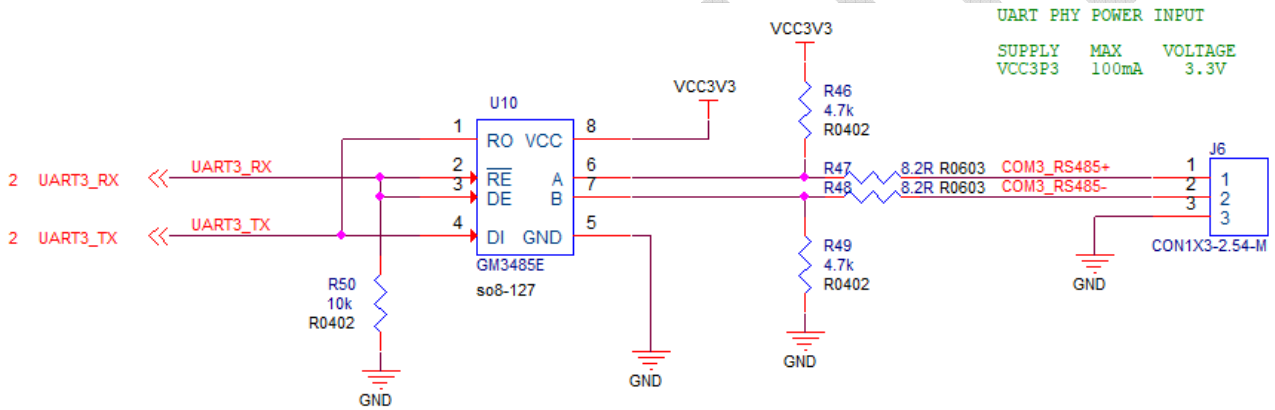 UART PHY POWER INPUT
SUPPLY MAX VOLTAGE
VCC3P3 100mA 3.3V
VCC3V3
R46
4.7k
R0402
VCC3V3
U10
1 RO VCC 8
2 UART3_RX UART3_RX 2 RE A 6 R47 8.2R R0603 COM3_RS485+ 1 1
3 DE B 7 R48 8.2R R0603 COM3_RS485- 2 2
J6
3 3
2 UART3_TX UART3_TX 4 DI GND 5
GM3485E
so8-127
R49
4.7k
R0402
CON1X3-2.54-M
GND
R50
10k
R0402
GND
GND
GND